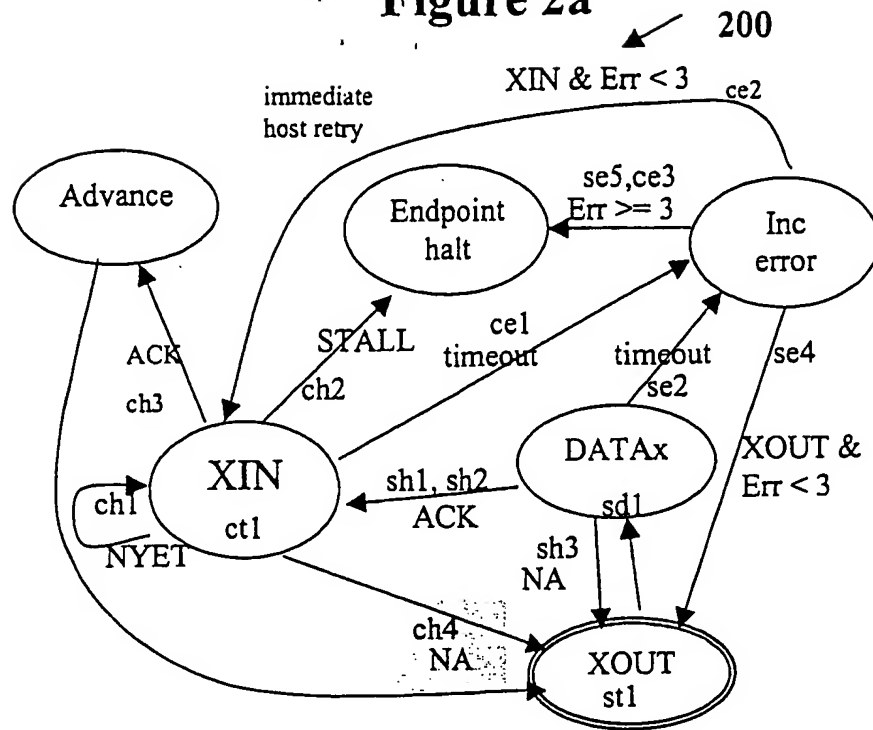 Figure 2a
200
XIN & Err < 3
ce2
immediate
host retry
Advance
Endpoint
halt
se5,ce3
Err >= 3
Inc
error
ACK
ch3
STALL
ch2
ce1
timeout
timeout
se2
se4
XOUT &
Err < 3
XIN
ct1
ch1
NYET
sh1, sh2
ACK
DATAx
sd1
sh3
NA
ch4
NA
XOUT
st1